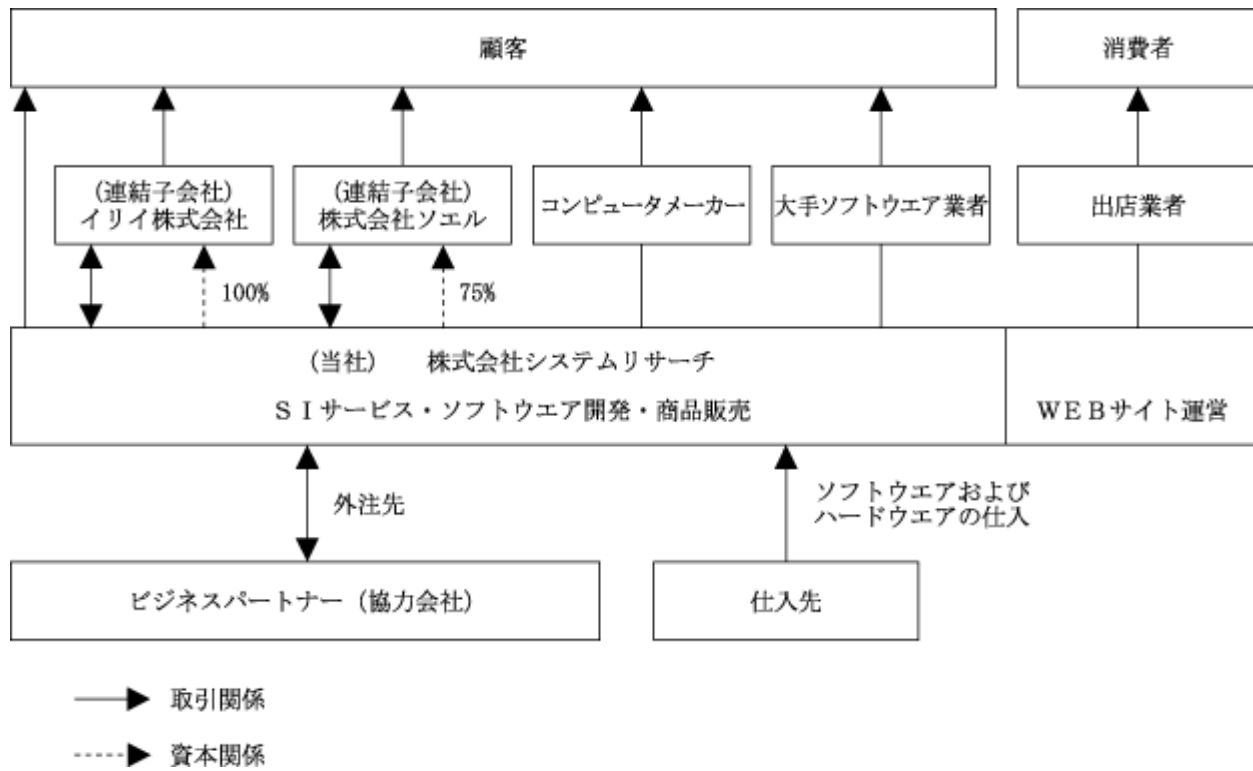 顧客
消費者
(連結子会社)
イリイ株式会社
(連結子会社)
株式会社ソエル
コンピュータメーカー
大手ソフトウエア業者
出店業者
100%
75%
(当社) 株式会社システムリサーチ
SIサービス・ソフトウエア開発・商品販売
WEBサイト運営
外注先
ソフトウエアおよび
ハードウエアの仕入
ビジネスパートナー(協力会社)
仕入先
取引関係
資本関係